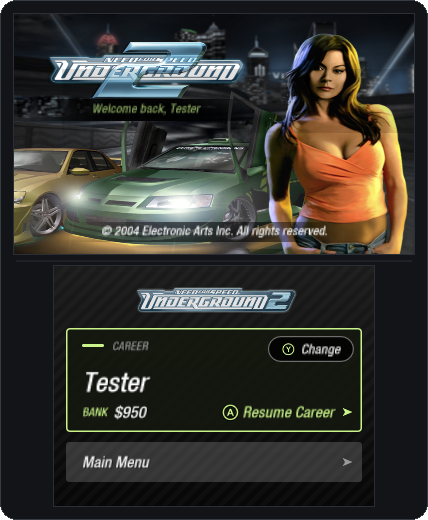 NEED FOR SPEED
UNDERGROUND 2
Welcome back, Tester
© 2004 Electronic Arts Inc. All rights reserved.
NEED FOR SPEED
UNDERGROUND 2
CAREER
Y Change
Tester
BANK $950
A Resume Career
Main Menu